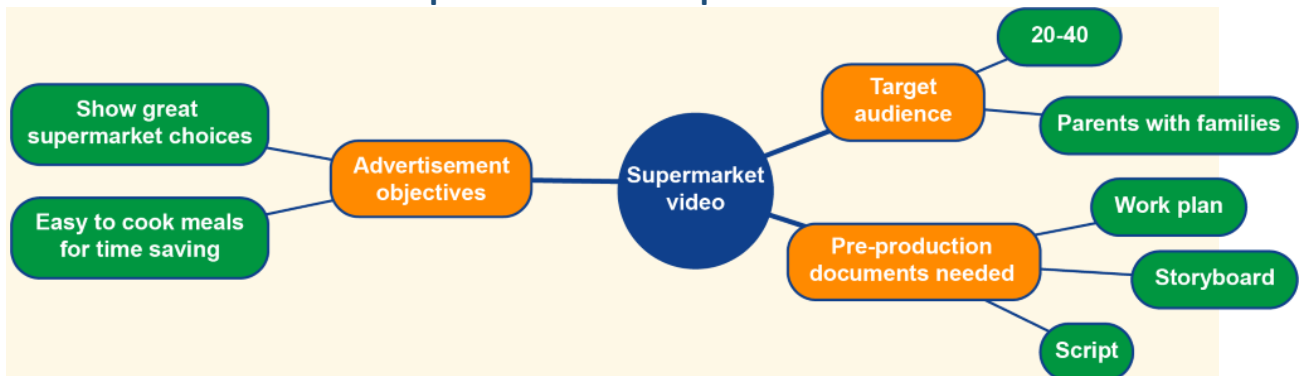 20-40
Target
audience
Parents with families
Show great
supermarket choices
Advertisement
objectives
Easy to cook meals
for time saving
Supermarket
video
Work plan
Pre-production
documents needed
Storyboard
Script